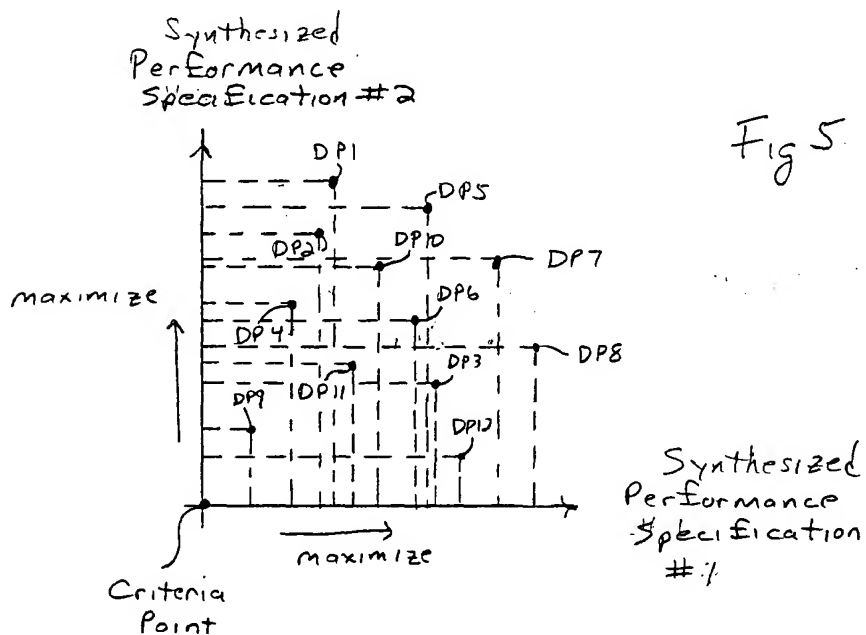 Synthesized
Performance
Specification #2
Fig 5
DP1
DP5
DP2
DP10
DP7
maximize
DP4
DP6
DP8
DP11
DP3
DP9
DP12
Synthesized
Performance
Specification
#1
maximize
Criteria
Point